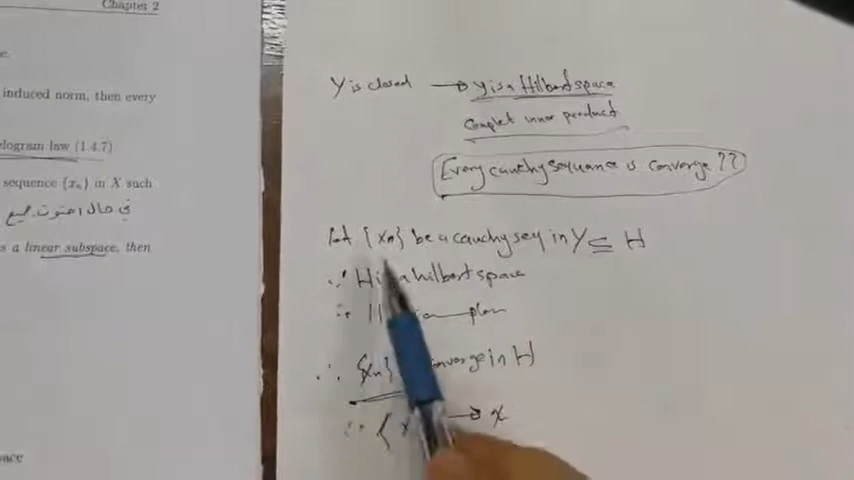 Chapter 2
e.
induced norm, then every
elogram law (1.4.7)
sequence {xₙ} in X such
s a linear subspace, then
pace
Y is closed → y is a Hilbert space
Complet inner product
Every cauchy sequance is converge??
let {xₙ} be a cauchy seq in Y ⊆ H
∵ H is a hilbert space
∴ H
∴ {xₙ} converge in H
→ x